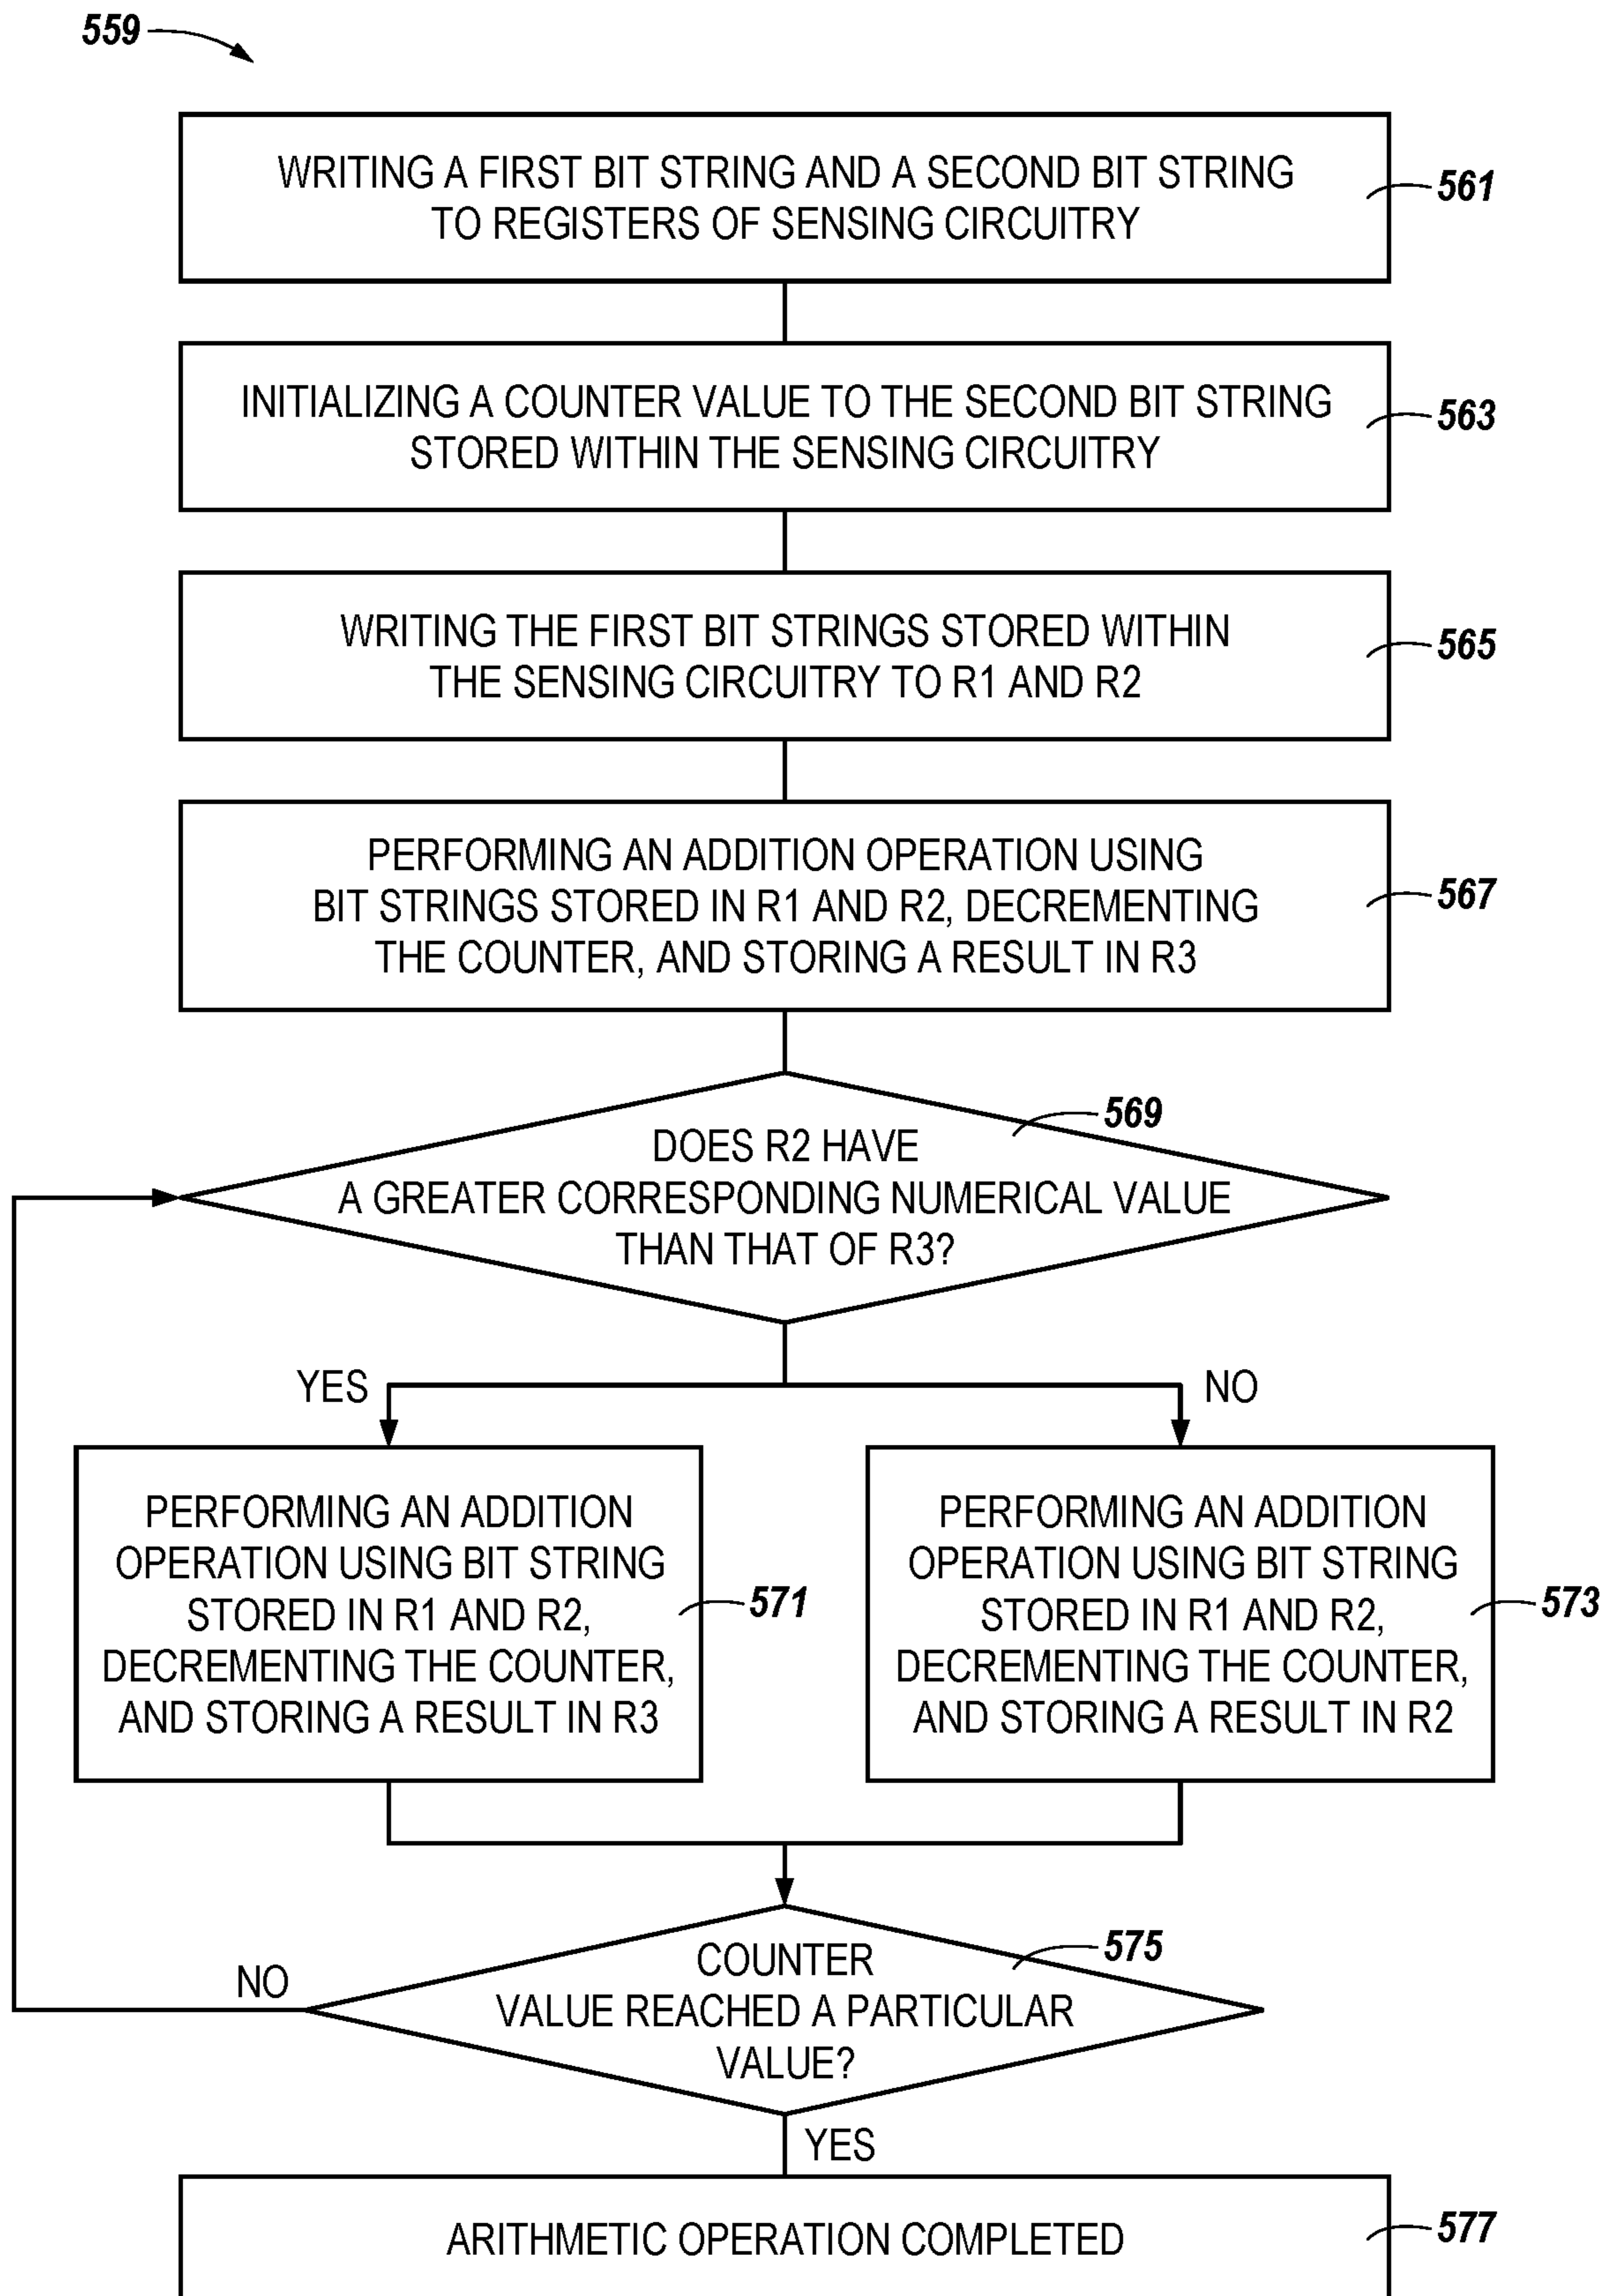 559
WRITING A FIRST BIT STRING AND A SECOND BIT STRING
TO REGISTERS OF SENSING CIRCUITRY
561
INITIALIZING A COUNTER VALUE TO THE SECOND BIT STRING
STORED WITHIN THE SENSING CIRCUITRY
563
WRITING THE FIRST BIT STRINGS STORED WITHIN
THE SENSING CIRCUITRY TO R1 AND R2
565
PERFORMING AN ADDITION OPERATION USING
BIT STRINGS STORED IN R1 AND R2, DECREMENTING
THE COUNTER, AND STORING A RESULT IN R3
567
DOES R2 HAVE
A GREATER CORRESPONDING NUMERICAL VALUE
THAN THAT OF R3?
569
YES
NO
PERFORMING AN ADDITION
OPERATION USING BIT STRING
STORED IN R1 AND R2,
DECREMENTING THE COUNTER,
AND STORING A RESULT IN R3
571
PERFORMING AN ADDITION
OPERATION USING BIT STRING
STORED IN R1 AND R2,
DECREMENTING THE COUNTER,
AND STORING A RESULT IN R2
573
COUNTER
VALUE REACHED A PARTICULAR
VALUE?
575
NO
YES
ARITHMETIC OPERATION COMPLETED
577